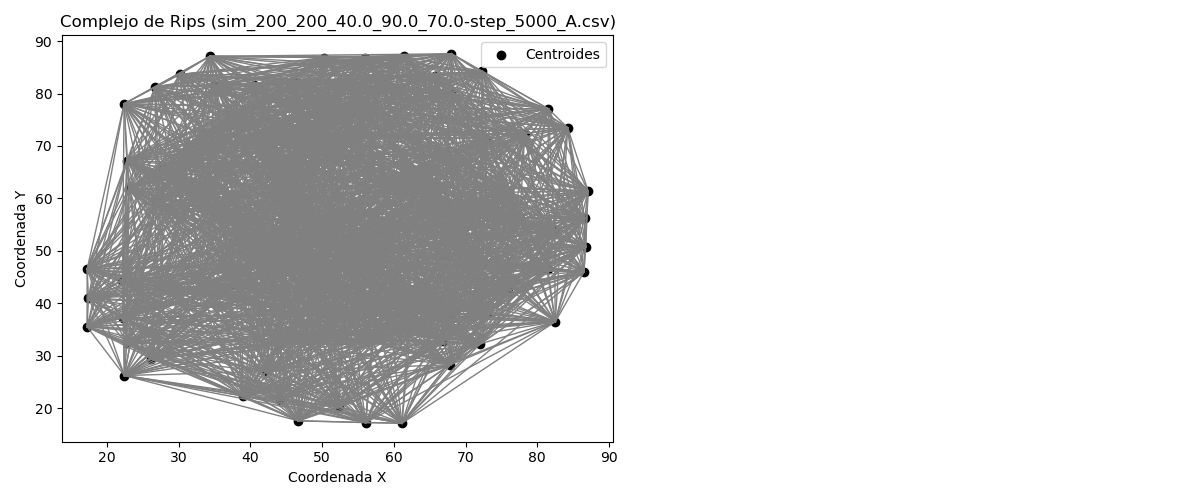 Complejo de Rips (sim_200_200_40.0_90.0_70.0-step_5000_A.csv)
90
80
70
60
50
40
30
20
Coordenada Y
Centroides
20 30 40 50 60 70 80 90
Coordenada X